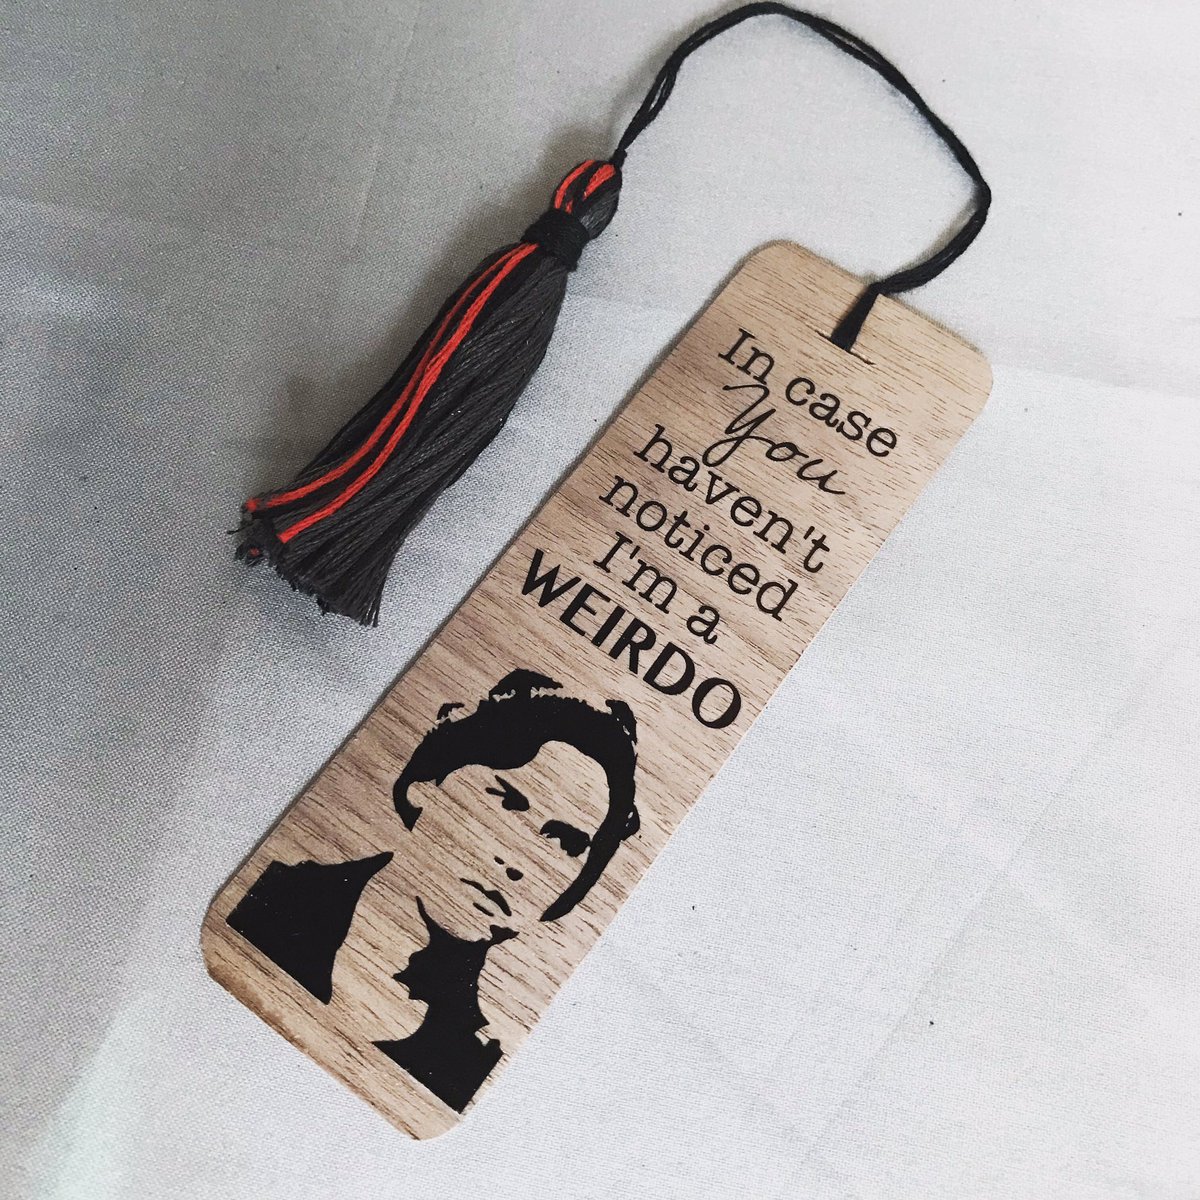 In case
You
haven't
noticed
I'm a
WEIRDO